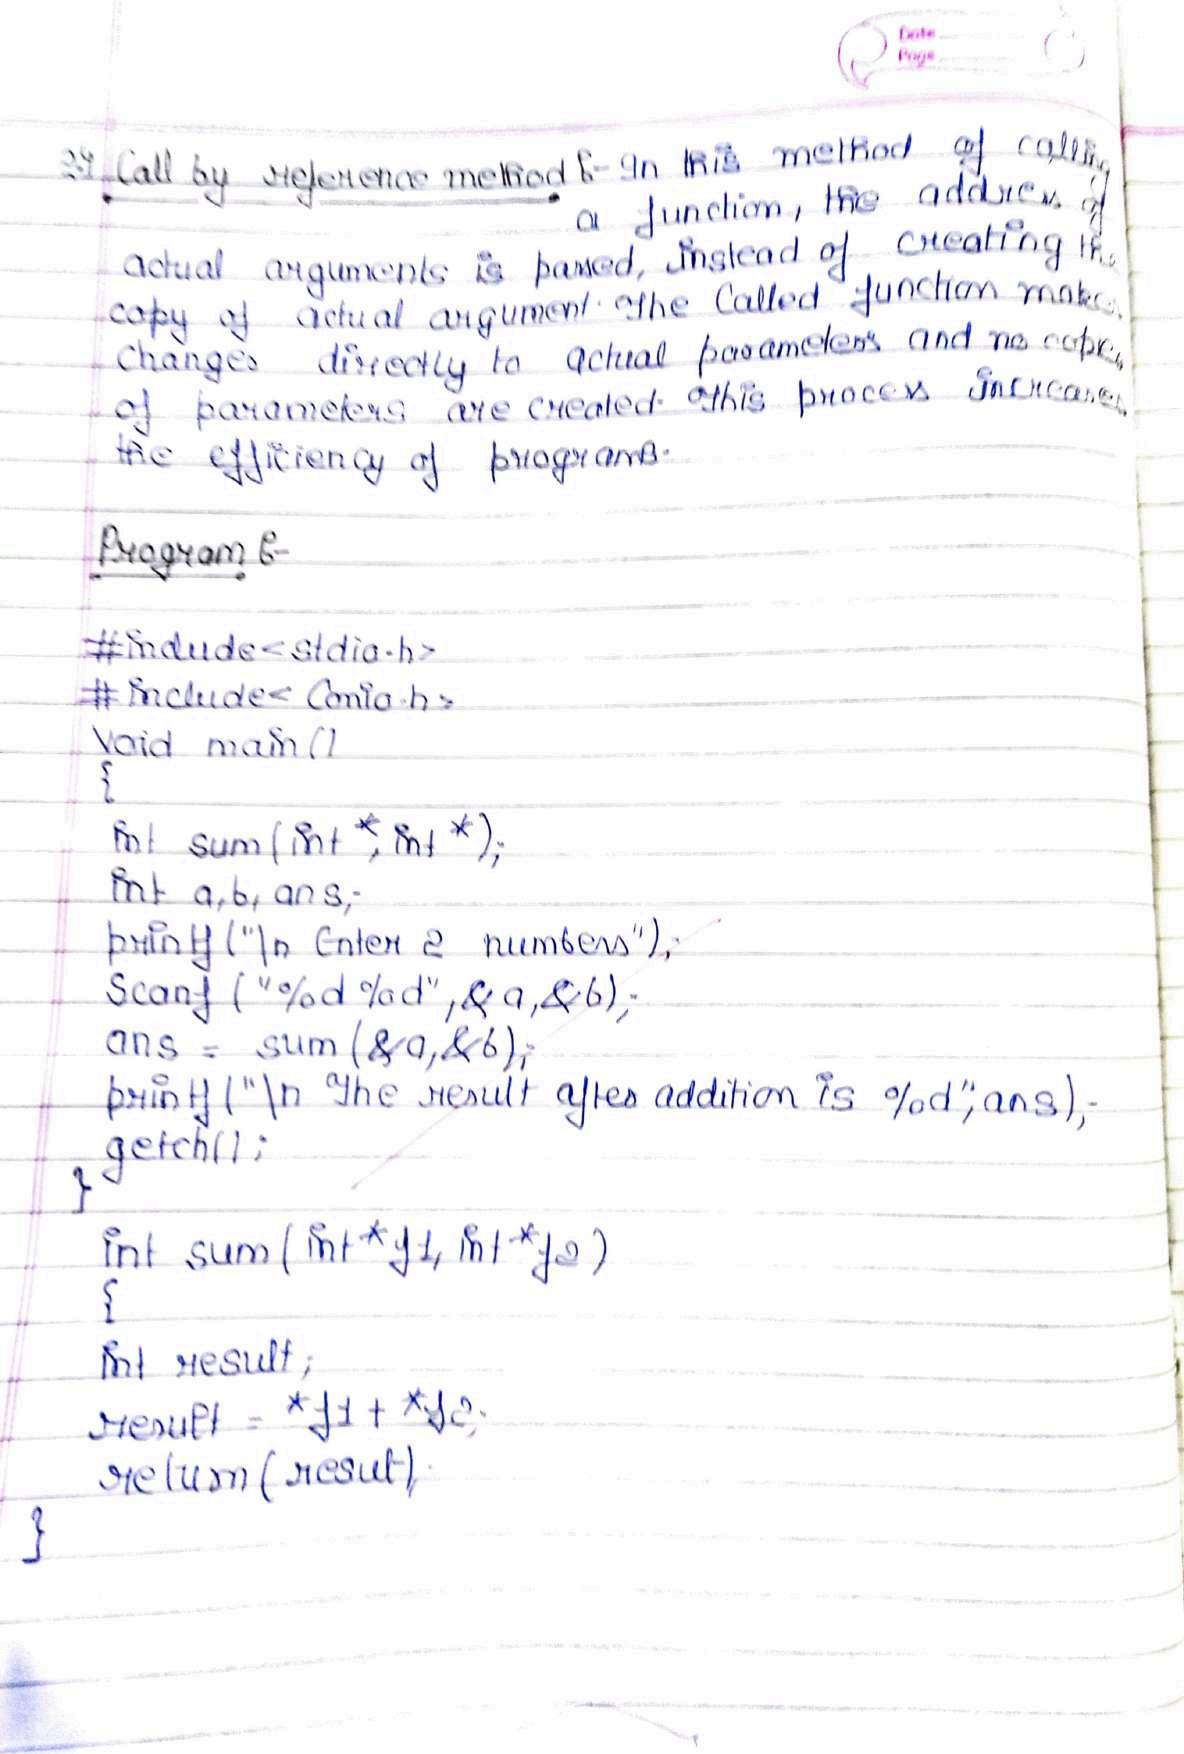 Date
Page
2.4 Call by reference method :- In this method of calling
a function, the address of
actual arguments is passed, instead of creating the
copy of actual argument. The Called function makes
changes directly to actual parameters and no copies
of parameters are created. This process increases
the efficiency of programs.
Program :-
#include<stdio.h>
#include< Conio.h>
Void main()
{
int sum(int *, int *);
int a,b, ans;
printf("\n Enter 2 numbers");
Scanf ("%d %d", &a, &b);
ans = sum (&a, &b);
printf("\n The result after addition is %d", ans);
getch();
}
int sum(int *y1, int *y2)
{
int result;
result = *y1 + *y2;
return(resut);
}